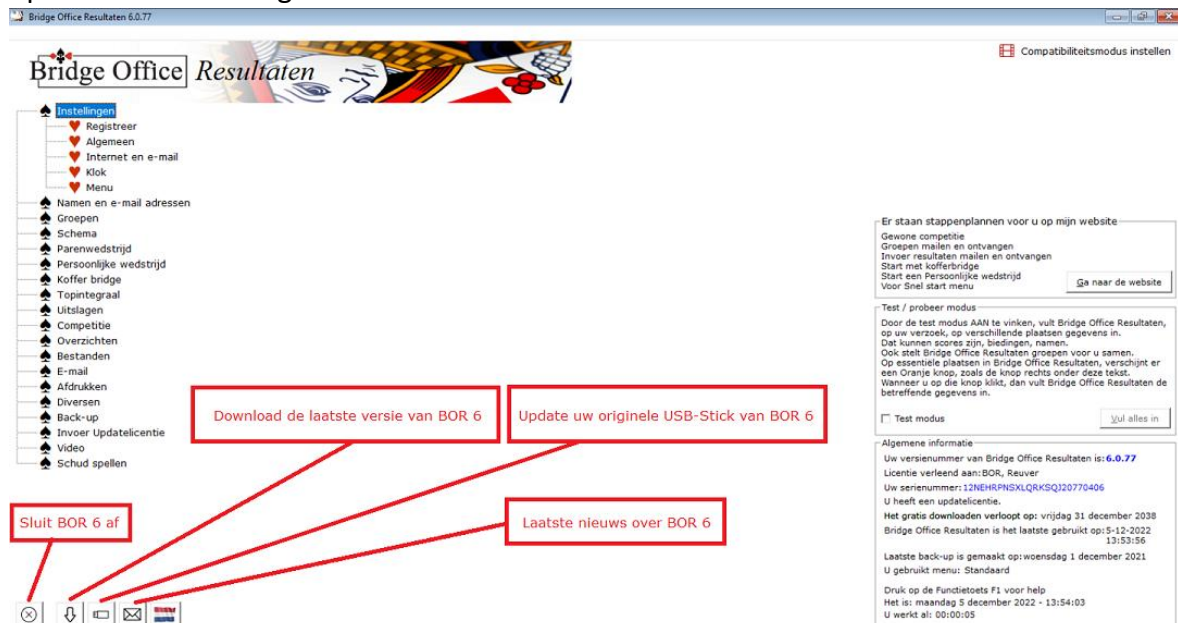 Bridge Office Resultaten 6.0.77
Compatibiliteitsmodus instellen
Bridge Office Resultaten
Instellingen
Registreer
Algemeen
Internet en e-mail
Klok
Menu
Namen en e-mail adressen
Groepen
Schema
Parenwedstrijd
Persoonlijke wedstrijd
Koffer bridge
Topintegraal
Uitslagen
Competitie
Overzichten
Bestanden
E-mail
Afdrukken
Diversen
Back-up
Invoer Updatelicentie
Video
Schud spellen
Download de laatste versie van BOR 6
Update uw originele USB-Stick van BOR 6
Sluit BOR 6 af
Laatste nieuws over BOR 6
Er staan stappenplannen voor u op mijn website
Gewone competitie
Groepen mailen en ontvangen
Invoer resultaten mailen en ontvangen
Start met kofferbridge
Start een Persoonlijke wedstrijd
Voor Snel start menu
Ga naar de website
Test / probeer modus
Door de test modus AAN te vinken, vult Bridge Office Resultaten,
op uw verzoek, op verschillende plaatsen gegevens in.
Dat kunnen scores zijn, biedingen, namen.
Ook stelt Bridge Office Resultaten groepen voor u samen.
Op essentiële plaatsen in Bridge Office Resultaten, verschijnt er
een Oranje knop, zoals de knop rechts onder deze tekst.
Wanneer u op die knop klikt, dan vult Bridge Office Resultaten de
betreffende gegevens in.
Test modus
Vul alles in
Algemene informatie
Uw versienummer van Bridge Office Resultaten is: 6.0.77
Licentie verleend aan: BOR, Reuver
Uw serienummer: 12NEHRPNSXLQRKSQJ20770406
U heeft een updatelicentie.
Het gratis downloaden verloopt op: vrijdag 31 december 2038
Bridge Office Resultaten is het laatste gebruikt op: 5-12-2022
13:53:56
Laatste back-up is gemaakt op: woensdag 1 december 2021
U gebruikt menu: Standaard
Druk op de Functietoets F1 voor help
Het is: maandag 5 december 2022 - 13:54:03
U werkt al: 00:00:05